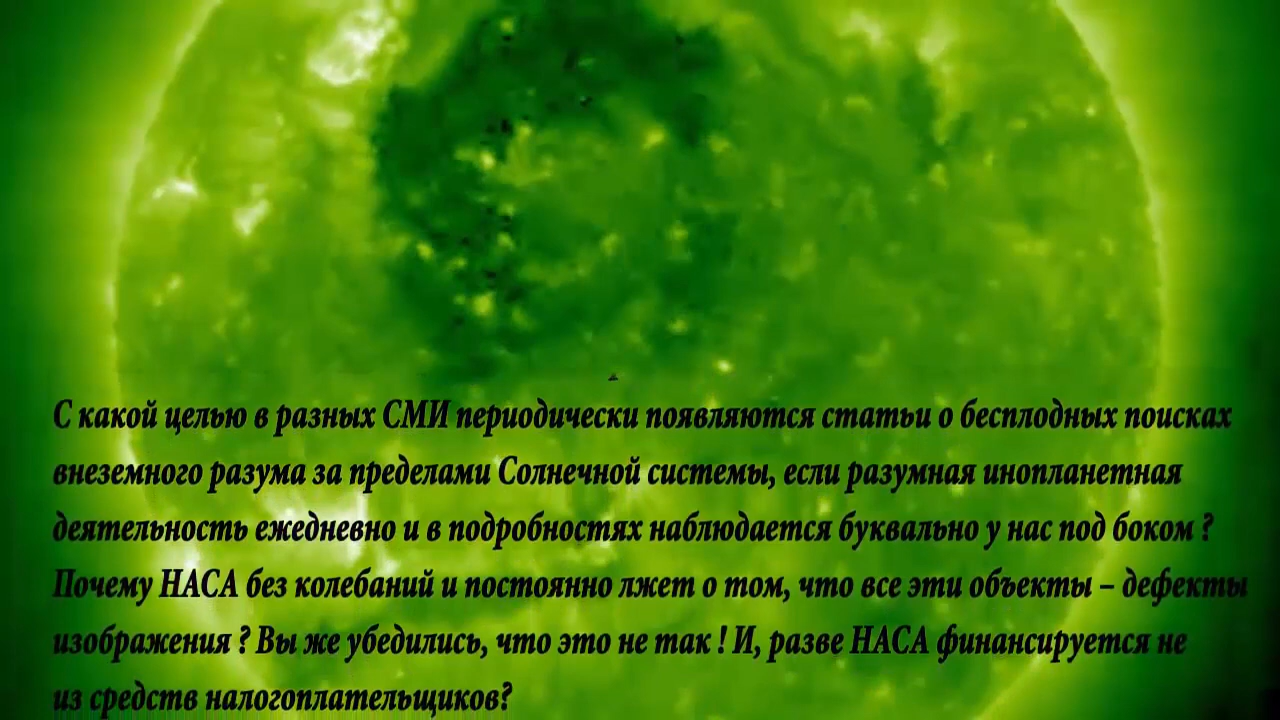 С какой целью в разных СМИ периодически появляются статьи о бесплодных поисках
внеземного разума за пределами Солнечной системы, если разумная инопланетная
деятельность ежедневно и в подробностях наблюдается буквально у нас под боком ?
Почему НАСА без колебаний и постоянно лжет о том, что все эти объекты – дефекты
изображения ? Вы же убедились, что это не так ! И, разве НАСА финансируется не
из средств налогоплательщиков?